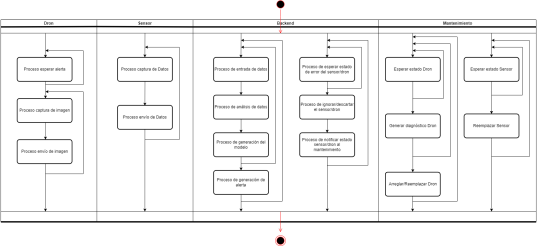 Dron
Sensor
Backend
Mantenimiento
Proceso esperar alerta
Proceso captura de Datos
Proceso de entrada de datos
Proceso de esperar estado
de error del sensor/dron
Esperar estado Dron
Esperar estado Sensor
Proceso captura de imagen
Proceso envío de Datos
Proceso de análisis de datos
Proceso de ignorar/descartar
el sensor/dron
General diagnóstico Dron
Reemplazar Sensor
Proceso envío de imagen
Proceso de generación del
modelo
Proceso de notificar estado
sensor/dron al
mantenimiento
Proceso de generación de
alerta
Arreglar/Reemplazar Dron